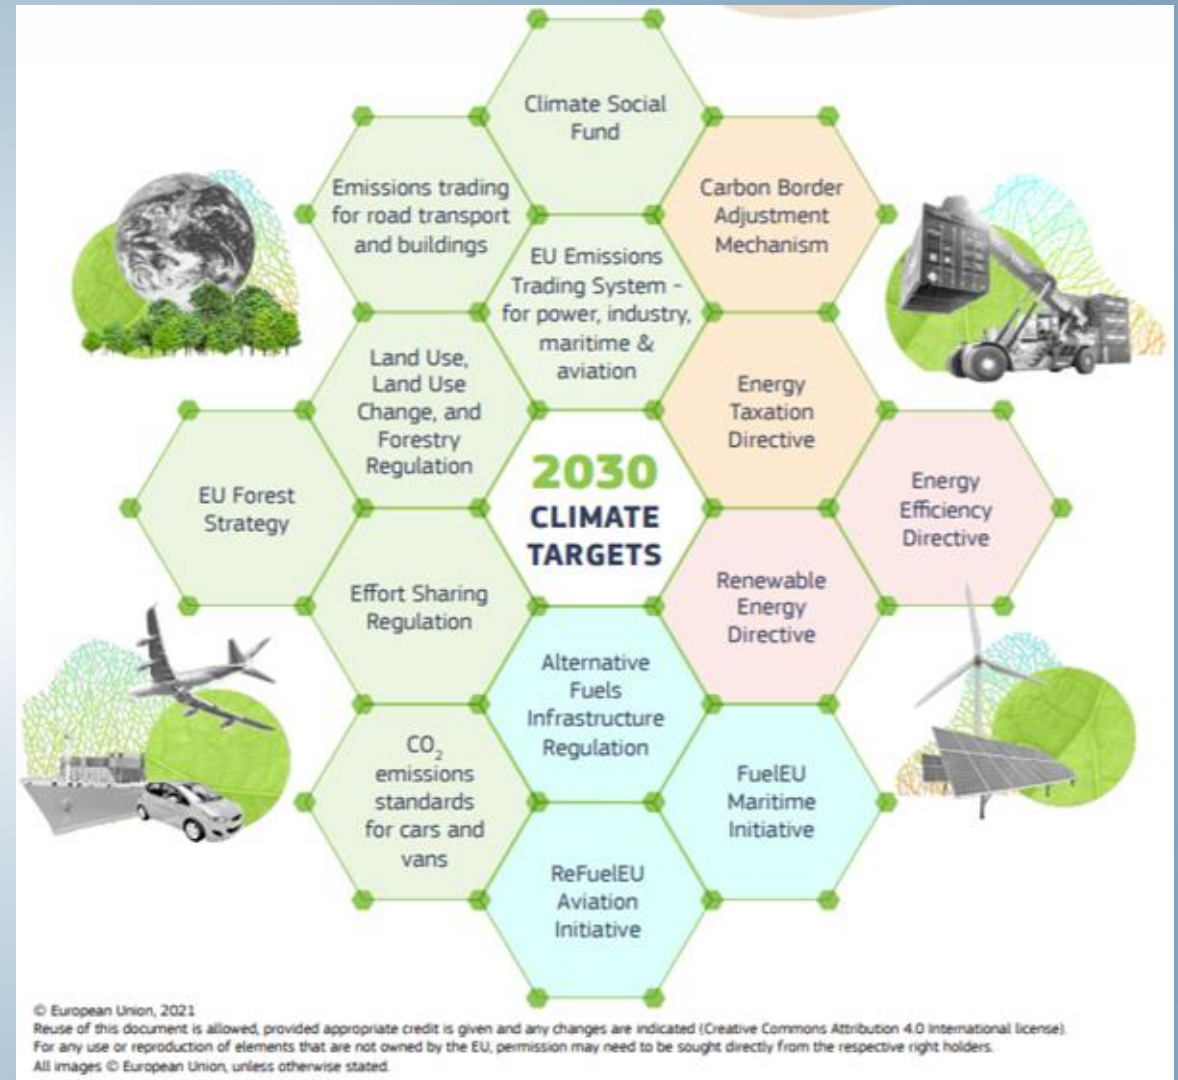 Climate Social
Fund
Emissions trading
for road transport
and buildings
Carbon Border
Adjustment
Mechanism
EU Emissions
Trading System -
for power, industry,
maritime &
aviation
Land Use,
Land Use
Change, and
Forestry
Regulation
Energy
Taxation
Directive
EU Forest
Strategy
2030
CLIMATE
TARGETS
Energy
Efficiency
Directive
Effort Sharing
Regulation
Renewable
Energy
Directive
Alternative
Fuels
Infrastructure
Regulation
CO₂
emissions
standards
for cars and
vans
FuelEU
Maritime
Initiative
ReFuelEU
Aviation
Initiative
© European Union, 2021
Reuse of this document is allowed, provided appropriate credit is given and any changes are indicated (Creative Commons Attribution 4.0 International license).
For any use or reproduction of elements that are not owned by the EU, permission may need to be sought directly from the respective right holders.
All images © European Union, unless otherwise stated.